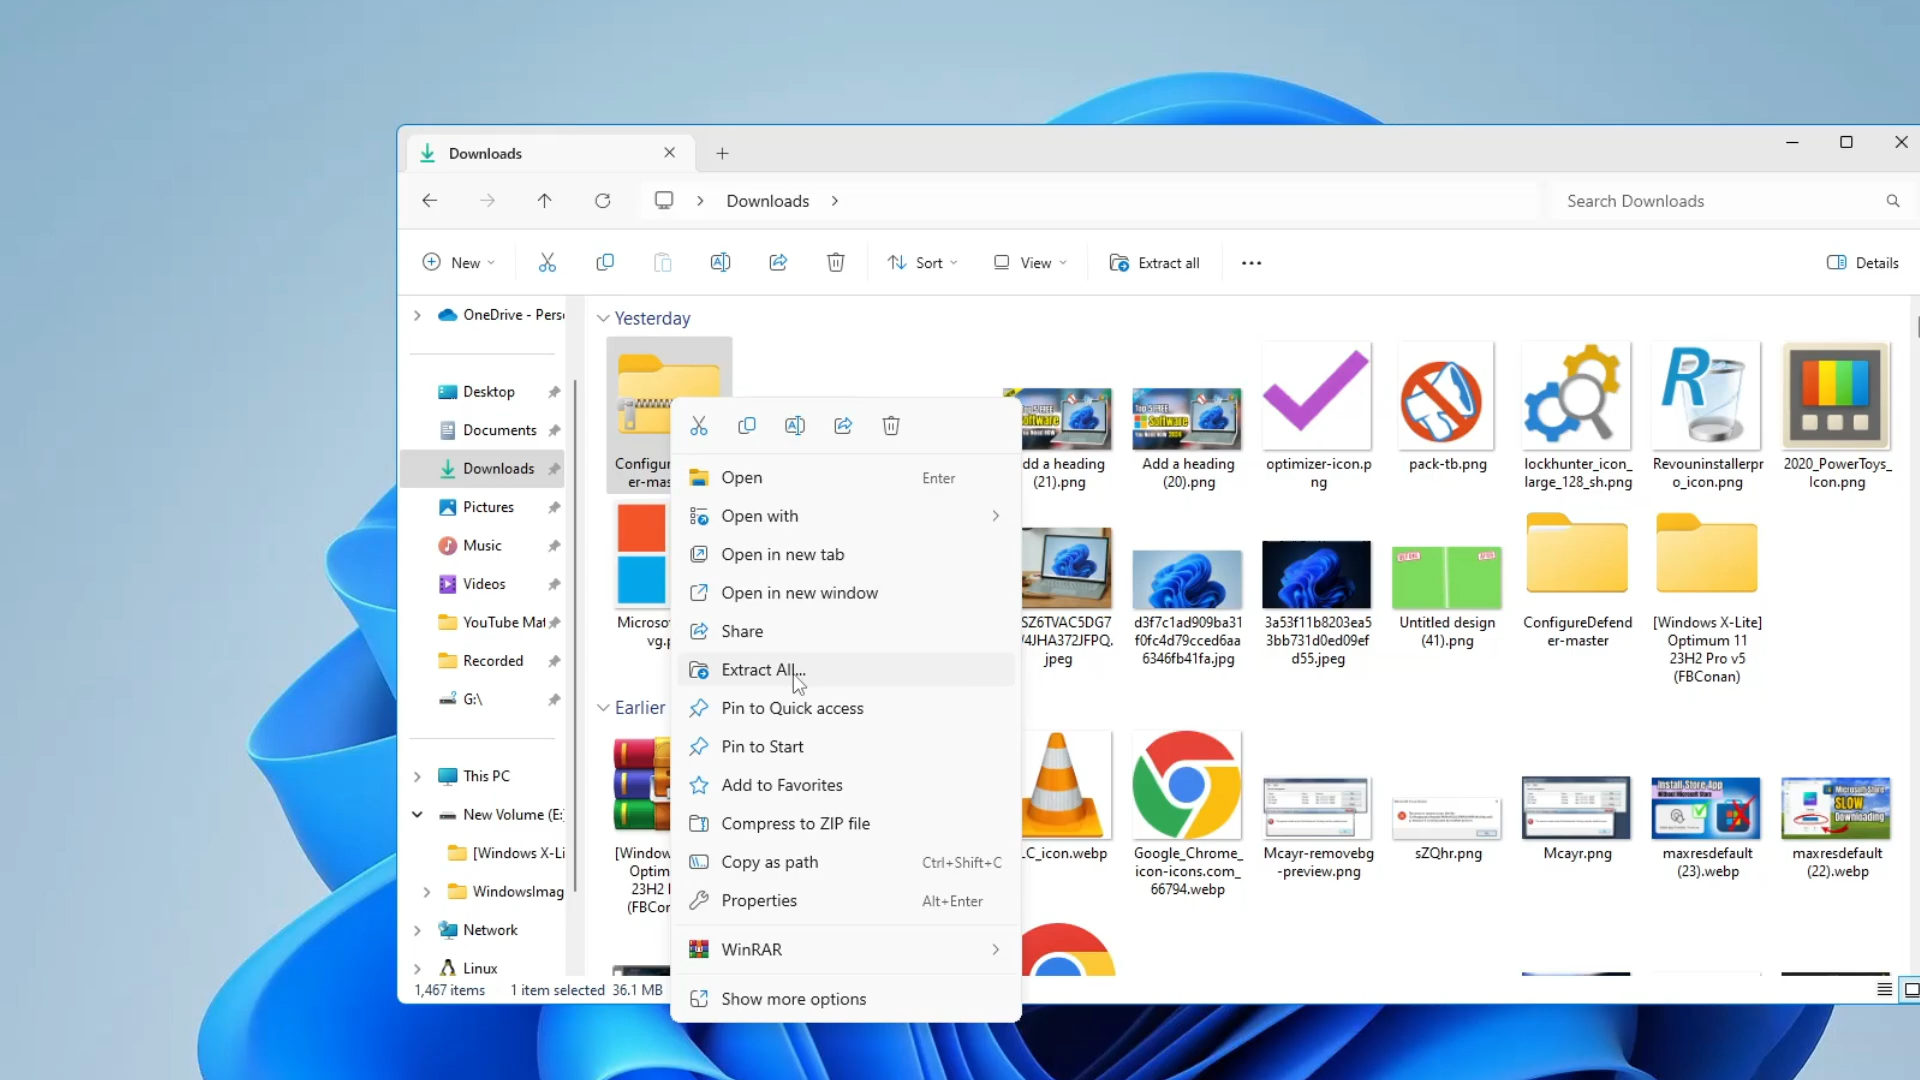 Downloads
Downloads
Search Downloads
New
Sort
View
Extract all
Details
OneDrive - Pers
Desktop
Documents
Downloads
Pictures
Music
Videos
YouTube Mat
Recorded
G:\
This PC
New Volume (E:
[Windows X-Li
WindowsImag
Network
Linux
1,467 items 1 item selected 36.1 MB
Yesterday
Configur
er-mas
Microso
vg.p
Open Enter
Open with
Open in new tab
Open in new window
Share
Extract All...
Pin to Quick access
Pin to Start
Add to Favorites
Compress to ZIP file
Copy as path Ctrl+Shift+C
Properties Alt+Enter
WinRAR
Show more options
dd a heading
(21).png
Add a heading
(20).png
optimizer-icon.p
ng
pack-tb.png
lockhunter_icon_
large_128_sh.png
Revouninstallerpr
o_icon.png
2020_PowerToys_
Icon.png
SZ6TVAC5DG7
4JHA372JFPQ.
jpeg
d3f7c1ad909ba31
f0fc4d79cced6aa
6346fb41fa.jpg
3a53f11b8203ea5
3bb731d0ed09ef
d55.jpeg
Untitled design
(41).png
ConfigureDefend
er-master
[Windows X-Lite]
Optimum 11
23H2 Pro v5
(FBConan)
Earlier
[Window
Optim
23H2
(FBCon
LC_icon.webp
Google_Chrome_
icon-icons.com_
66794.webp
Mcayr-removebg
-preview.png
sZQhr.png
Mcayr.png
maxresdefault
(23).webp
maxresdefault
(22).webp
Install Store App
SLOW
Downloading